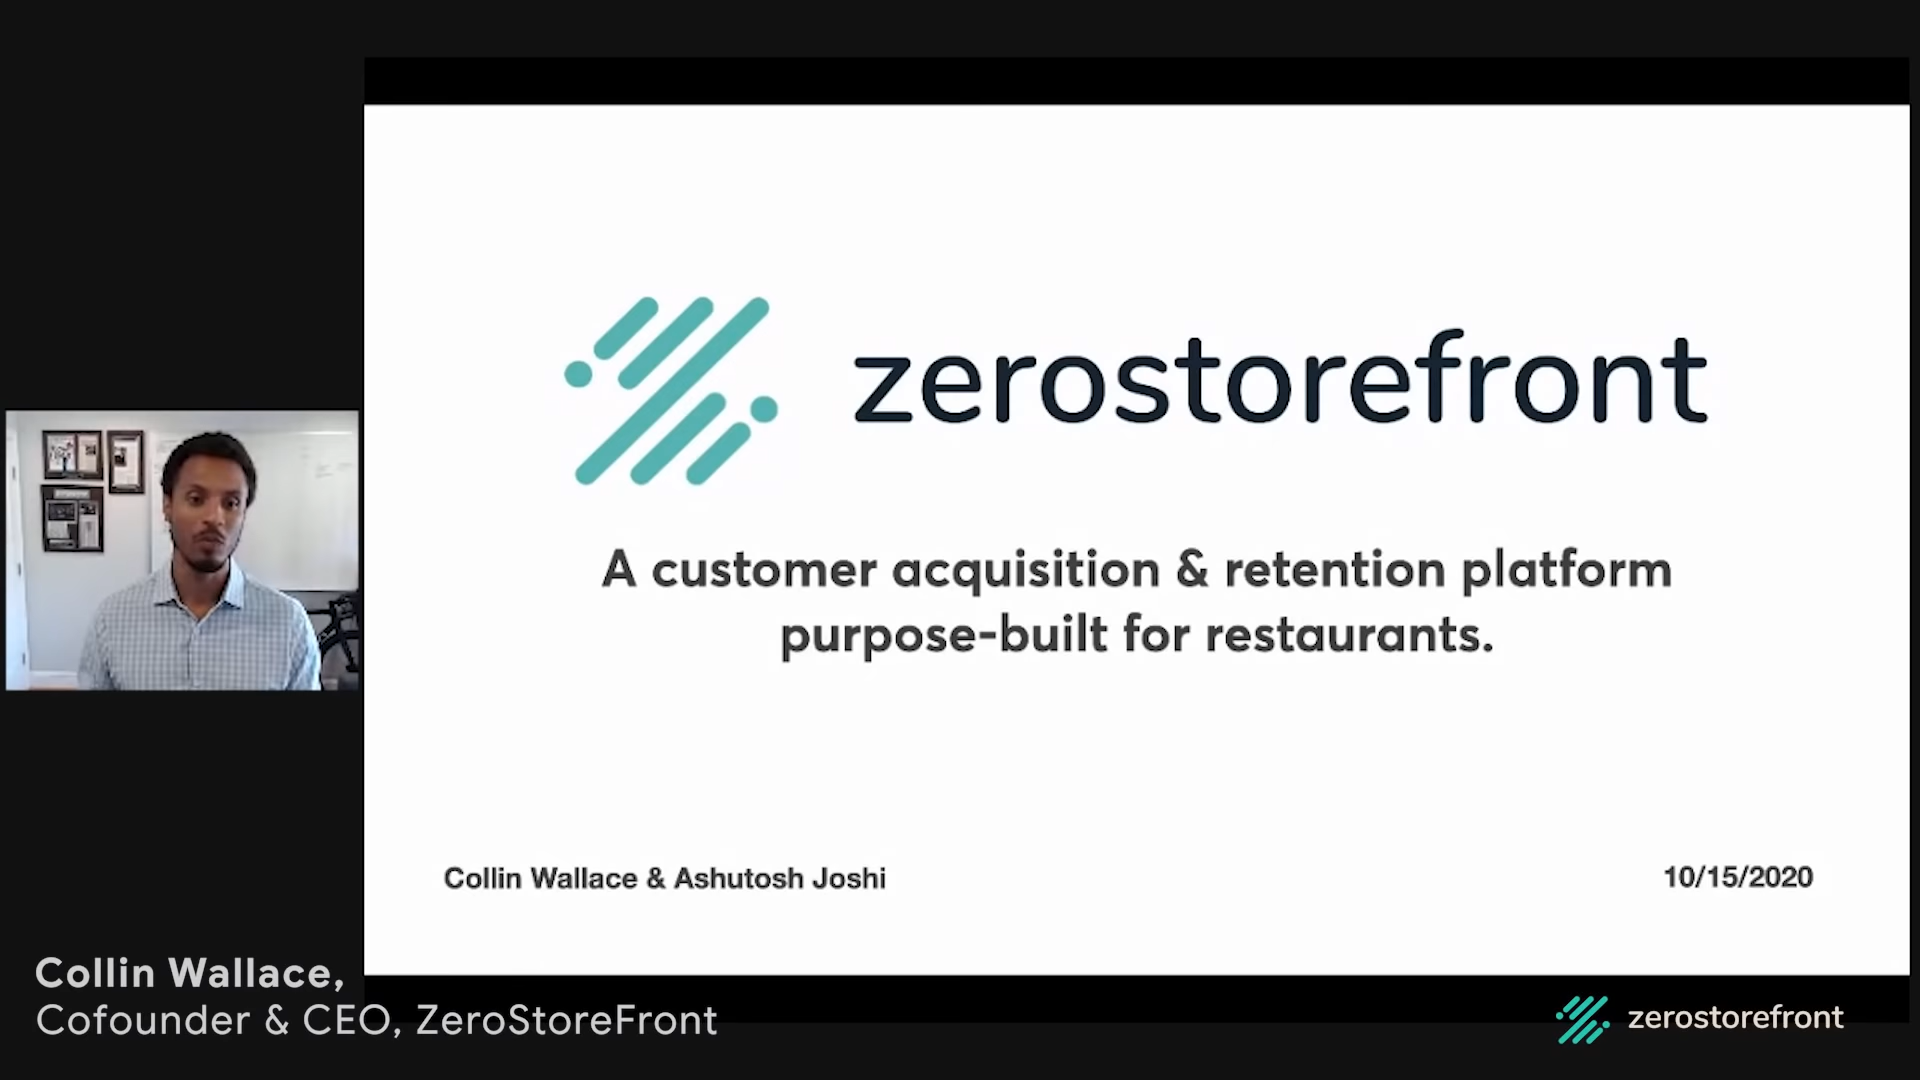 zerostorefront
A customer acquisition & retention platform
purpose-built for restaurants.
Collin Wallace & Ashutosh Joshi
10/15/2020
Collin Wallace,
Cofounder & CEO, ZeroStoreFront
zerostorefront